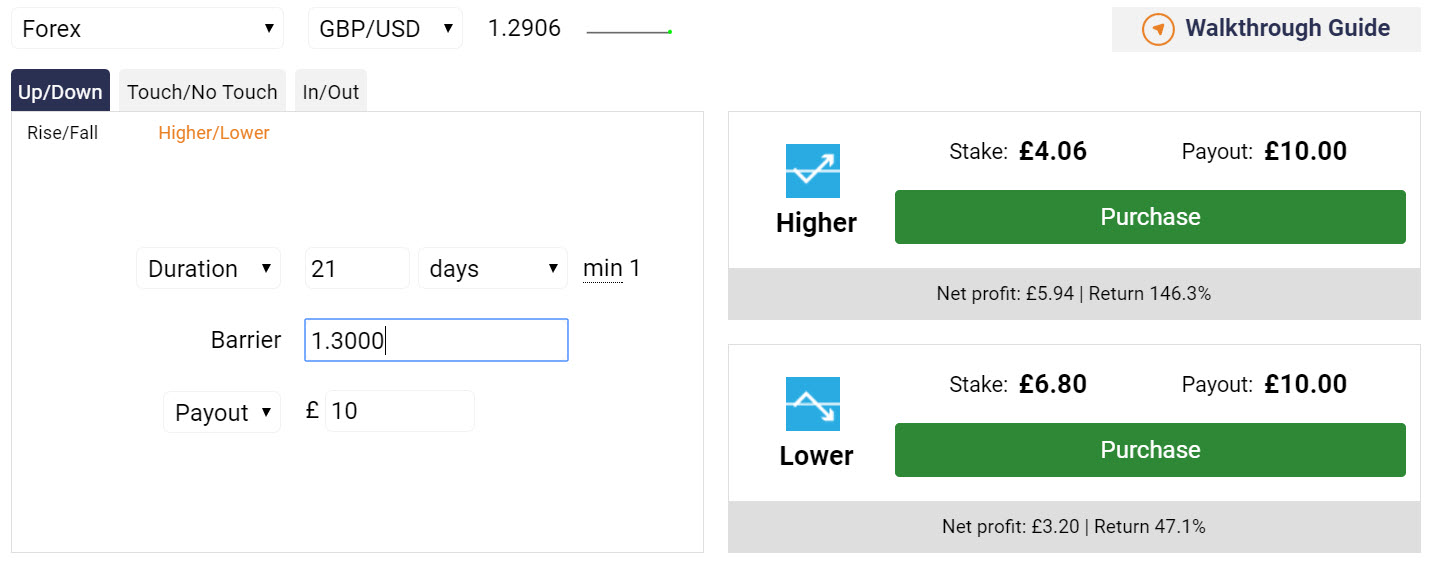 Forex GBP/USD 1.2906 Walkthrough Guide
Up/Down Touch/No Touch In/Out
Rise/Fall Higher/Lower
Duration 21 days min 1
Barrier 1.3000
Payout £ 10
Stake: £4.06 Payout: £10.00
Higher Purchase
Net profit: £5.94 | Return 146.3%
Stake: £6.80 Payout: £10.00
Lower Purchase
Net profit: £3.20 | Return 47.1%